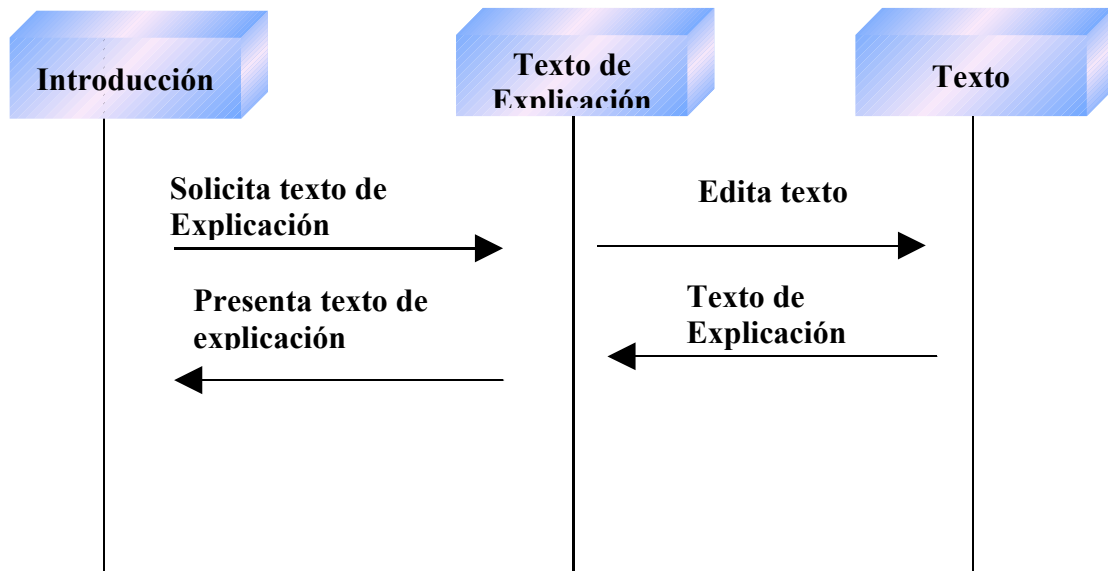 Introducción
Texto de
Explicación
Texto
Solicita texto de
Explicación
Edita texto
Presenta texto de
explicación
Texto de
Explicación